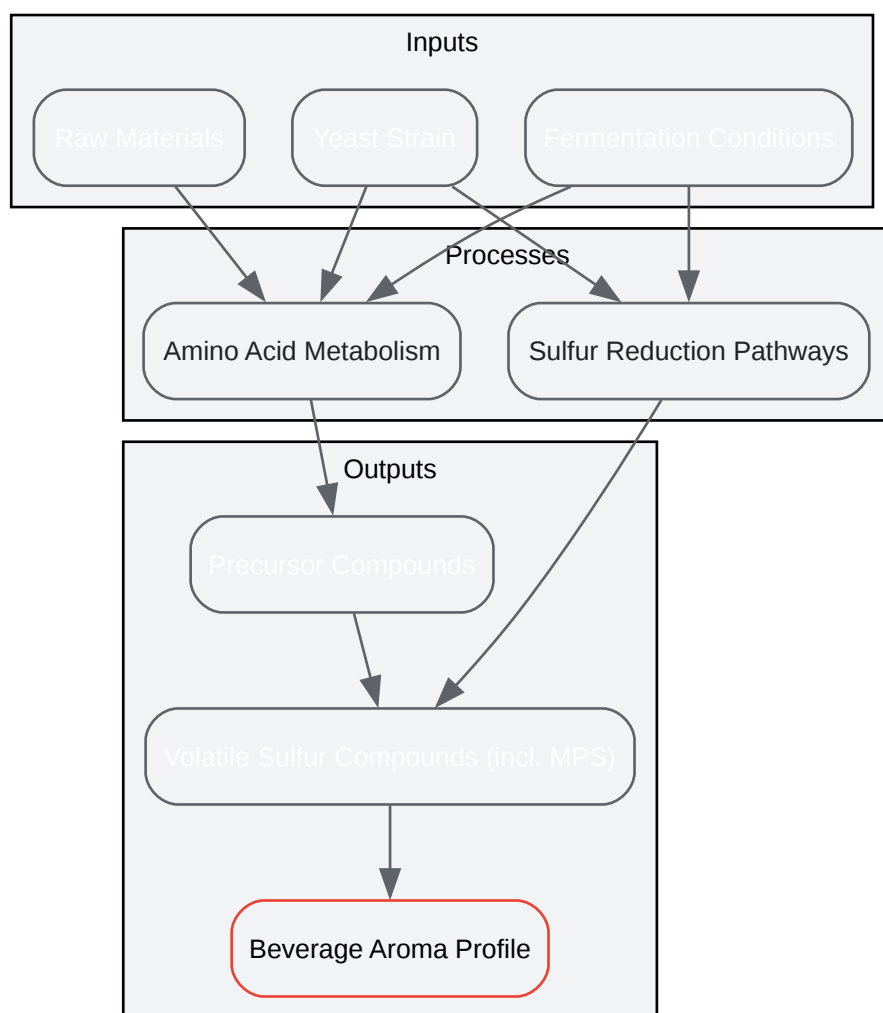 Inputs
Raw Materials
Yeast Strain
Fermentation Conditions
Processes
Amino Acid Metabolism
Sulfur Reduction Pathways
Outputs
Precursor Compounds
Volatile Sulfur Compounds (incl. MPS)
Beverage Aroma Profile